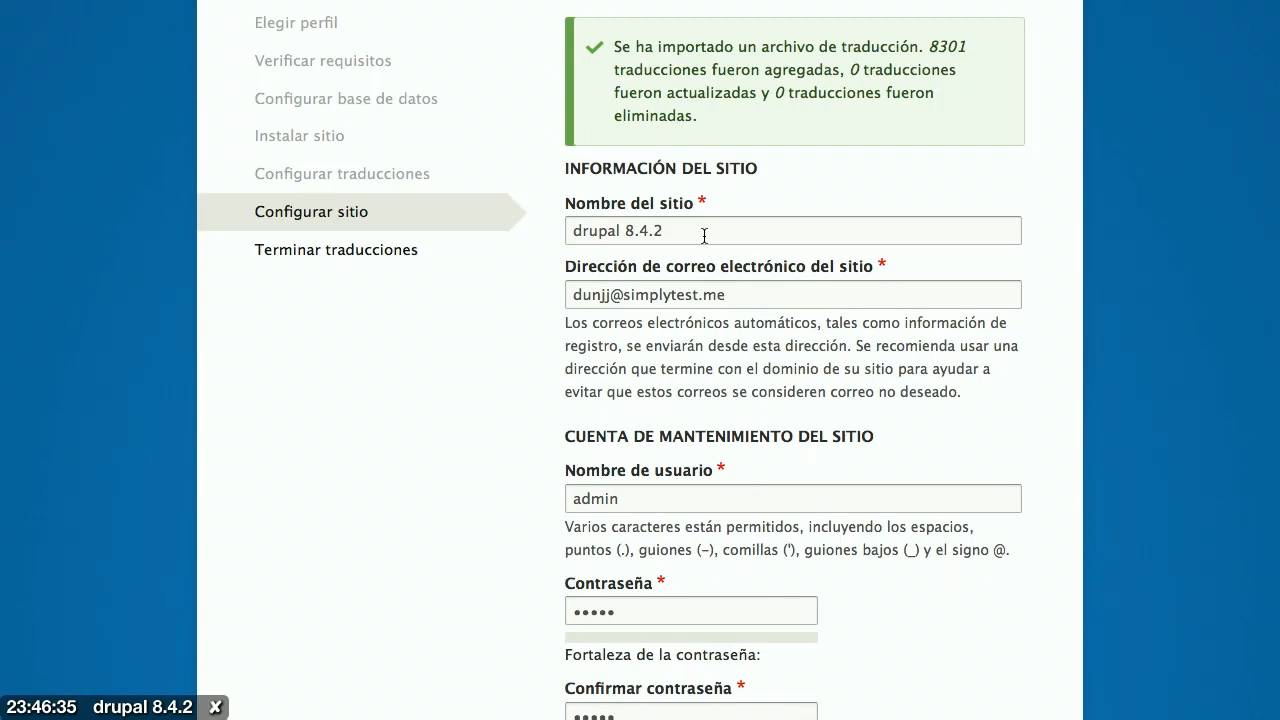 Elegir perfil
Verificar requisitos
Configurar base de datos
Instalar sitio
Configurar traducciones
Configurar sitio
Terminar traducciones
Se ha importado un archivo de traducción. 8301
traducciones fueron agregadas, 0 traducciones
fueron actualizadas y 0 traducciones fueron
eliminadas.
INFORMACIÓN DEL SITIO
Nombre del sitio *
drupal 8.4.2
Dirección de correo electrónico del sitio *
dunjj@simplytest.me
Los correos electrónicos automáticos, tales como información de
registro, se enviarán desde esta dirección. Se recomienda usar una
dirección que termine con el dominio de su sitio para ayudar a
evitar que estos correos se consideren correo no deseado.
CUENTA DE MANTENIMIENTO DEL SITIO
Nombre de usuario *
admin
Varios caracteres están permitidos, incluyendo los espacios,
puntos (.), guiones (-), comillas ('), guiones bajos (_) y el signo @.
Contraseña *
•••••
Fortaleza de la contraseña:
Confirmar contraseña *
•••••
23:46:35 drupal 8.4.2 ✘